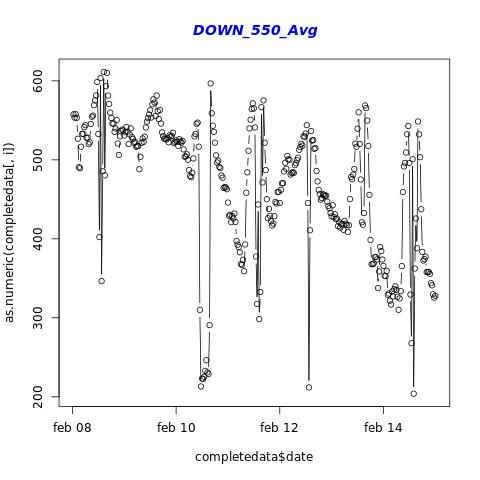 DOWN_550_Avg
as.numeric(completedata[, i])
600
500
400
300
200
feb 08
feb 10
feb 12
feb 14
completedata$date